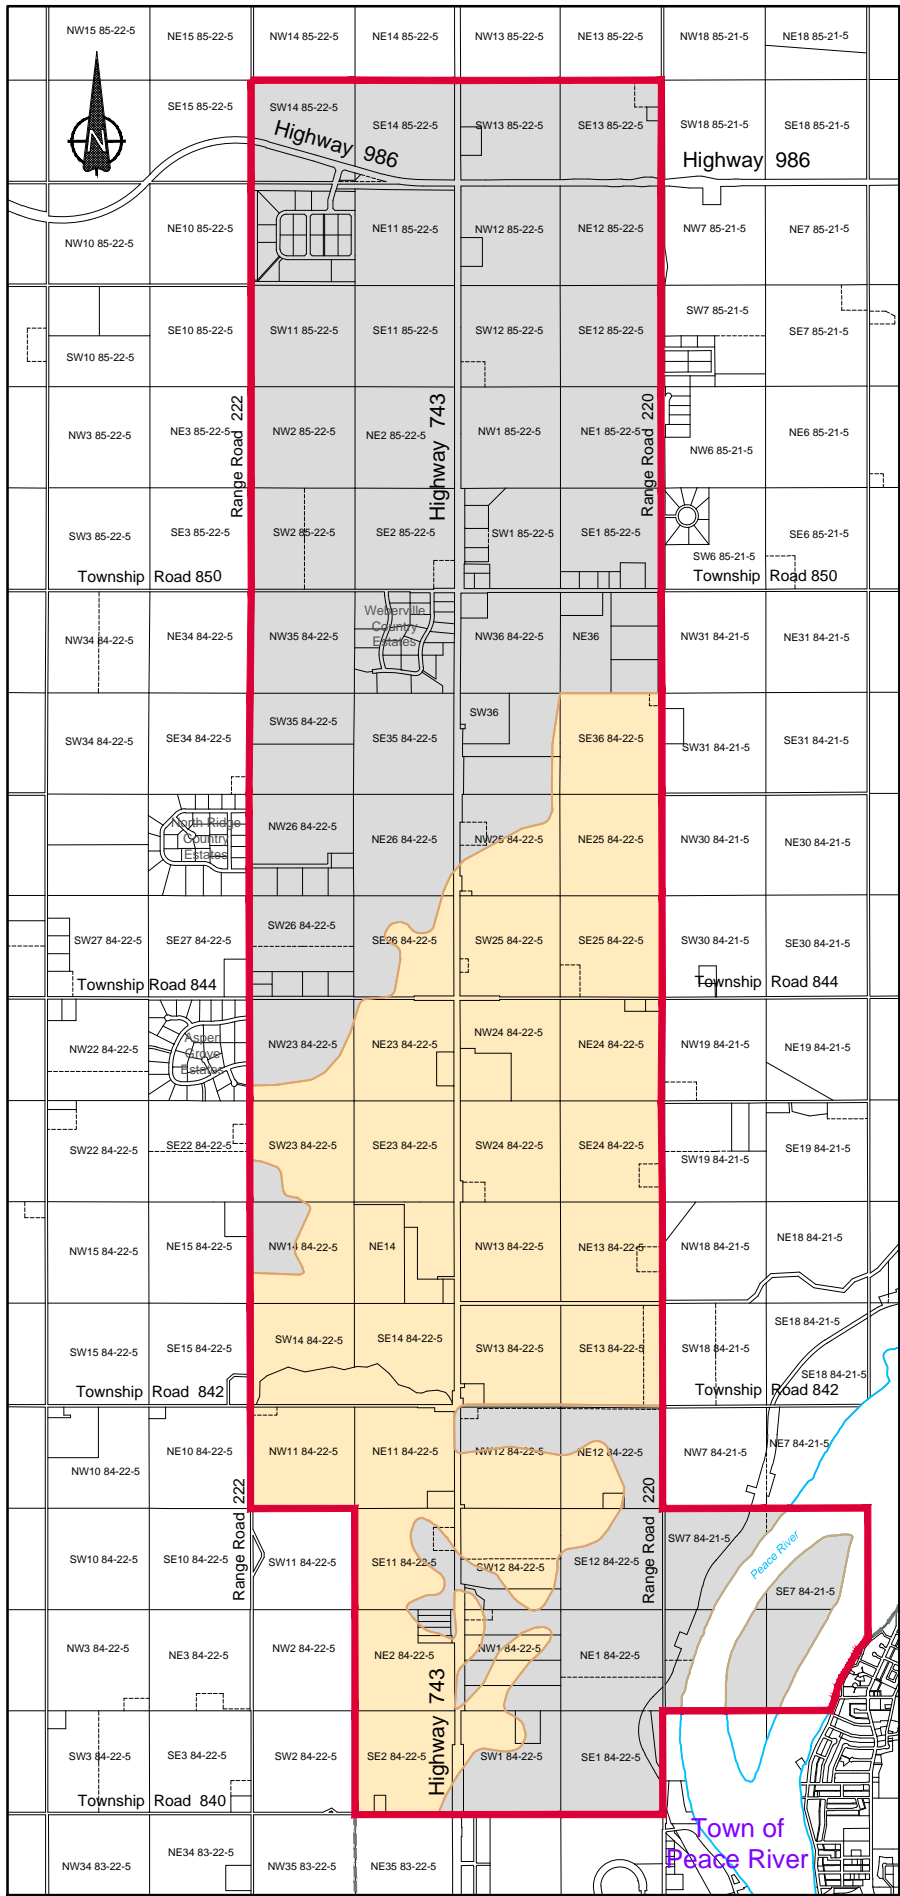 NW15 85-22-5
NE15 85-22-5
NW14 85-22-5
NE14 85-22-5
NW13 85-22-5
NE13 85-22-5
NW18 85-21-5
NE18 85-21-5
N
SE15 85-22-5
SW14 85-22-5
SE14 85-22-5
SW13 85-22-5
SE13 85-22-5
SW18 85-21-5
SE18 85-21-5
Highway 986
Highway 986
NW10 85-22-5
NE10 85-22-5
NE11 85-22-5
NW12 85-22-5
NE12 85-22-5
NW7 85-21-5
NE7 85-21-5
SW10 85-22-5
SE10 85-22-5
SW11 85-22-5
SE11 85-22-5
SW12 85-22-5
SE12 85-22-5
SW7 85-21-5
SE7 85-21-5
Range Road 222
Highway 743
Range Road 220
NW3 85-22-5
NE3 85-22-5
NW2 85-22-5
NE2 85-22-5
NW1 85-22-5
NE1 85-22-5
NW6 85-21-5
NE6 85-21-5
SW3 85-22-5
SE3 85-22-5
SW2 85-22-5
SE2 85-22-5
SW1 85-22-5
SE1 85-22-5
SW6 85-21-5
SE6 85-21-5
Township Road 850
Township Road 850
NW34 84-22-5
NE34 84-22-5
NW35 84-22-5
Weberville
Country
Estates
NW36 84-22-5
NE36
NW31 84-21-5
NE31 84-21-5
SW34 84-22-5
SE34 84-22-5
SW35 84-22-5
SE35 84-22-5
SW36
SE36 84-22-5
SW31 84-21-5
SE31 84-21-5
North Ridge
Country
Estates
NW26 84-22-5
NE26 84-22-5
NW25 84-22-5
NE25 84-22-5
NW30 84-21-5
NE30 84-21-5
SW27 84-22-5
SE27 84-22-5
SW26 84-22-5
SE26 84-22-5
SW25 84-22-5
SE25 84-22-5
SW30 84-21-5
SE30 84-21-5
Township Road 844
Township Road 844
NW22 84-22-5
Aspen
Grove
Estates
NW23 84-22-5
NE23 84-22-5
NW24 84-22-5
NE24 84-22-5
NW19 84-21-5
NE19 84-21-5
SW22 84-22-5
SE22 84-22-5
SW23 84-22-5
SE23 84-22-5
SW24 84-22-5
SE24 84-22-5
SW19 84-21-5
SE19 84-21-5
NW15 84-22-5
NE15 84-22-5
NW14 84-22-5
NE14
NW13 84-22-5
NE13 84-22-5
NW18 84-21-5
NE18 84-21-5
SW15 84-22-5
SE15 84-22-5
SW14 84-22-5
SE14 84-22-5
SW13 84-22-5
SE13 84-22-5
SW18 84-21-5
SE18 84-21-5
SE18 84-21-5
Township Road 842
Township Road 842
NW10 84-22-5
NE10 84-22-5
NW11 84-22-5
NE11 84-22-5
NW12 84-22-5
NE12 84-22-5
NW7 84-21-5
NE7 84-21-5
Range Road 222
Range Road 220
SW10 84-22-5
SE10 84-22-5
SW11 84-22-5
SE11 84-22-5
SW12 84-22-5
SE12 84-22-5
SW7 84-21-5
Peace River
SE7 84-21-5
NW3 84-22-5
NE3 84-22-5
NW2 84-22-5
NE2 84-22-5
NW1 84-22-5
NE1 84-22-5
Highway 743
SW3 84-22-5
SE3 84-22-5
SW2 84-22-5
SE2 84-22-5
SW1 84-22-5
SE1 84-22-5
Township Road 840
Town of
Peace River
NW34 83-22-5
NE34 83-22-5
NW35 83-22-5
NE35 83-22-5